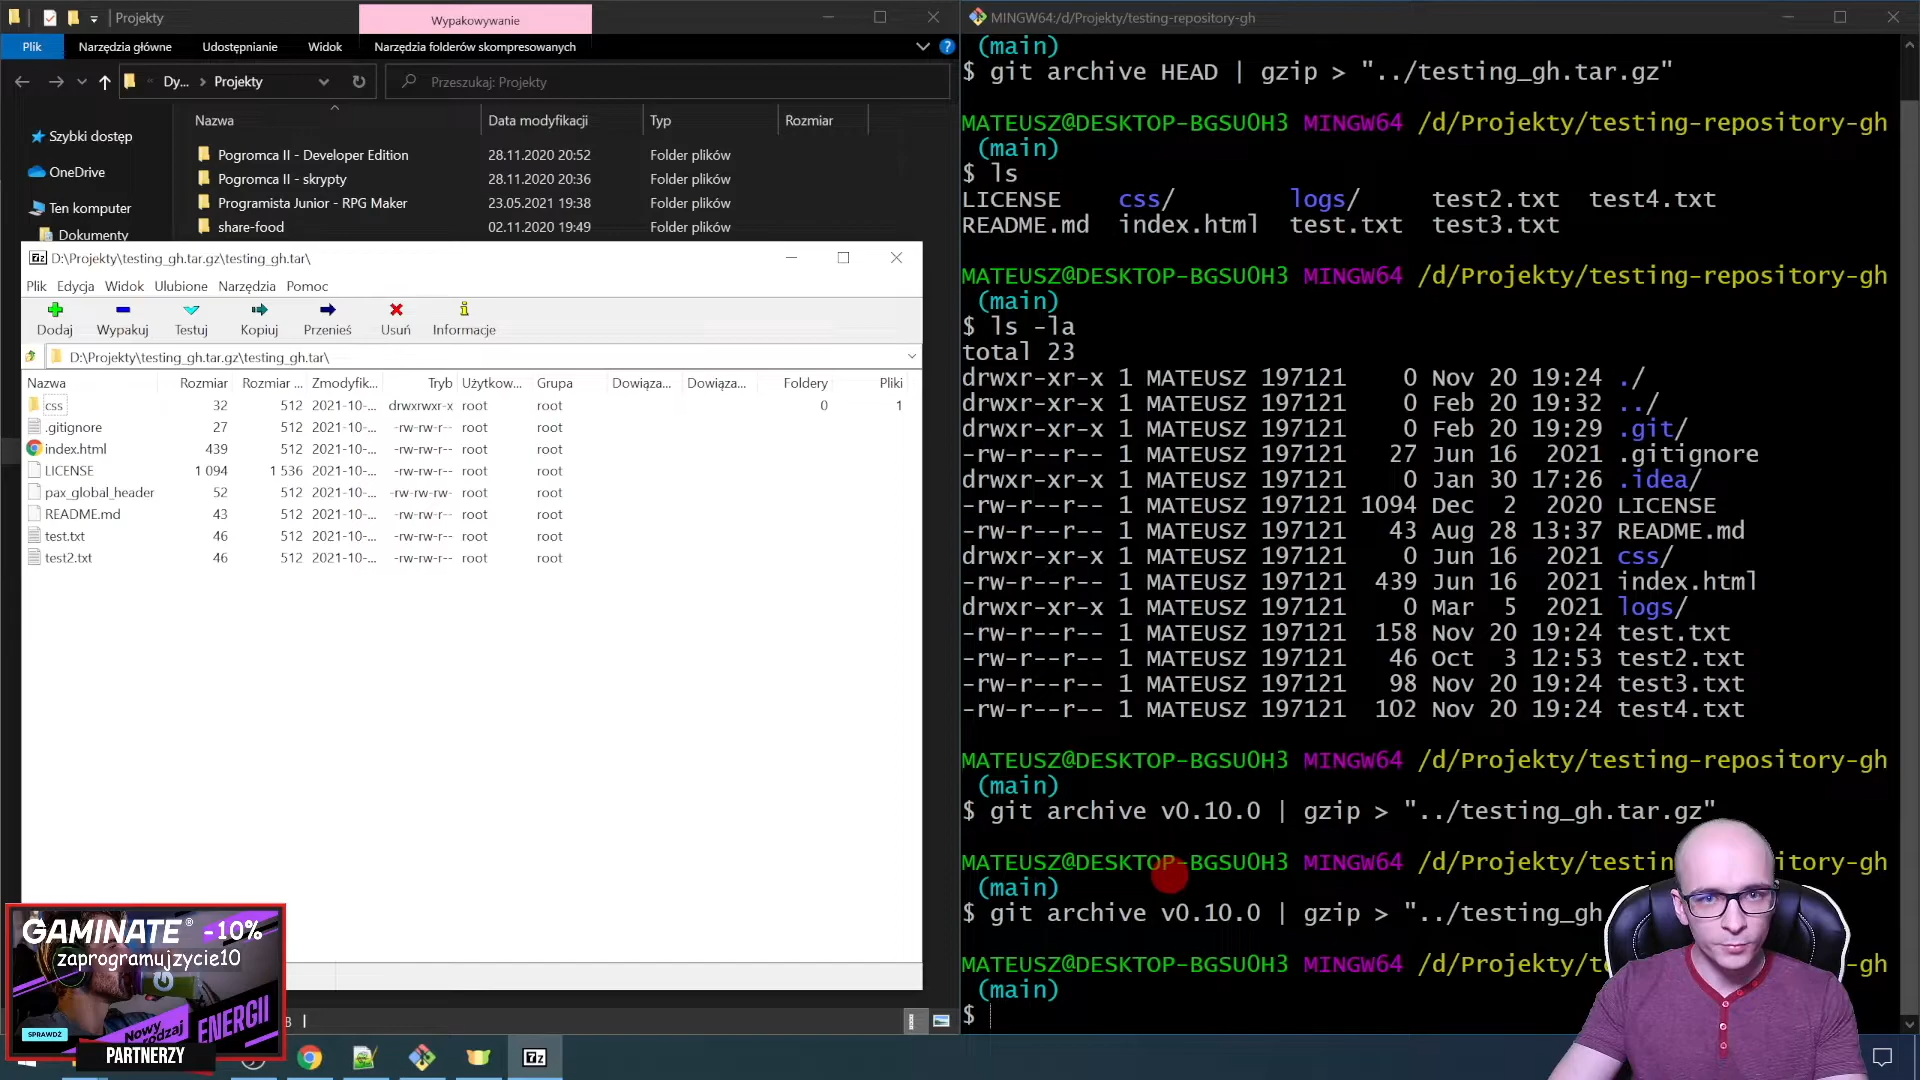 Projekty
Wypakowywanie
Plik Narzędzia główne Udostępnianie Widok Narzędzia folderów skompresowanych
Dy... Projekty
Przeszukaj: Projekty
Szybki dostęp
OneDrive
Ten komputer
Dokumenty
Nazwa Data modyfikacji Typ Rozmiar
Pogromca II - Developer Edition 28.11.2020 20:52 Folder plików
Pogromca II - skrypty 28.11.2020 20:36 Folder plików
Programista Junior - RPG Maker 23.05.2021 19:38 Folder plików
share-food 02.11.2020 19:49 Folder plików
7z D:\Projekty\testing_gh.tar.gz\testing_gh.tar\
Plik Edycja Widok Ulubione Narzędzia Pomoc
Dodaj Wypakuj Testuj Kopiuj Przenieś Usuń Informacje
D:\Projekty\testing_gh.tar.gz\testing_gh.tar\
Nazwa Rozmiar Rozmiar ... Zmodyfik... Tryb Użytkow... Grupa Dowiąza... Dowiąza... Foldery Pliki
css 32 512 2021-10-... drwxrwxr-x root root 0 1
.gitignore 27 512 2021-10-... -rw-rw-r-- root root
index.html 439 512 2021-10-... -rw-rw-r-- root root
LICENSE 1 094 1 536 2021-10-... -rw-rw-r-- root root
pax_global_header 52 512 2021-10-... -rw-rw-rw- root root
README.md 43 512 2021-10-... -rw-rw-r-- root root
test.txt 46 512 2021-10-... -rw-rw-r-- root root
test2.txt 46 512 2021-10-... -rw-rw-r-- root root
GAMINATE® -10%
zaprogramujzycie10
G
Nowy rodzaj
ENERGII
SPRAWDŹ
PARTNERZY
B
7z
MINGW64:/d/Projekty/testing-repository-gh
(main)
$ git archive HEAD | gzip > "../testing_gh.tar.gz"
MATEUSZ@DESKTOP-BGSU0H3 MINGW64 /d/Projekty/testing-repository-gh
(main)
$ ls
LICENSE css/ logs/ test2.txt test4.txt
README.md index.html test.txt test3.txt
MATEUSZ@DESKTOP-BGSU0H3 MINGW64 /d/Projekty/testing-repository-gh
(main)
$ ls -la
total 23
drwxr-xr-x 1 MATEUSZ 197121 0 Nov 20 19:24 ./
drwxr-xr-x 1 MATEUSZ 197121 0 Feb 20 19:32 ../
drwxr-xr-x 1 MATEUSZ 197121 0 Feb 20 19:29 .git/
-rw-r--r-- 1 MATEUSZ 197121 27 Jun 16 2021 .gitignore
drwxr-xr-x 1 MATEUSZ 197121 0 Jan 30 17:26 .idea/
-rw-r--r-- 1 MATEUSZ 197121 1094 Dec 2 2020 LICENSE
-rw-r--r-- 1 MATEUSZ 197121 43 Aug 28 13:37 README.md
drwxr-xr-x 1 MATEUSZ 197121 0 Jun 16 2021 css/
-rw-r--r-- 1 MATEUSZ 197121 439 Jun 16 2021 index.html
drwxr-xr-x 1 MATEUSZ 197121 0 Mar 5 2021 logs/
-rw-r--r-- 1 MATEUSZ 197121 158 Nov 20 19:24 test.txt
-rw-r--r-- 1 MATEUSZ 197121 46 Oct 3 12:53 test2.txt
-rw-r--r-- 1 MATEUSZ 197121 98 Nov 20 19:24 test3.txt
-rw-r--r-- 1 MATEUSZ 197121 102 Nov 20 19:24 test4.txt
MATEUSZ@DESKTOP-BGSU0H3 MINGW64 /d/Projekty/testing-repository-gh
(main)
$ git archive v0.10.0 | gzip > "../testing_gh.tar.gz"
MATEUSZ@DESKTOP-BGSU0H3 MINGW64 /d/Projekty/testing-repository-gh
(main)
$ git archive v0.10.0 | gzip > "../testing_gh.
MATEUSZ@DESKTOP-BGSU0H3 MINGW64 /d/Projekty/te -gh
(main)
$